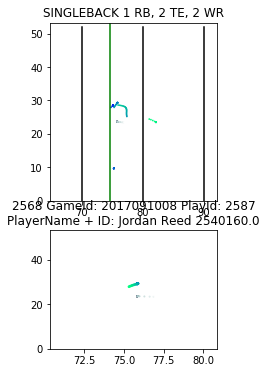 SINGLEBACK 1 RB, 2 TE, 2 WR
50
40
30
20
10
0
70 80 90
2568 GameId: 2017091008 PlayId: 2587
PlayerName + ID: Jordan Reed 2540160.0
40
20
0
72.5 75.0 77.5 80.0